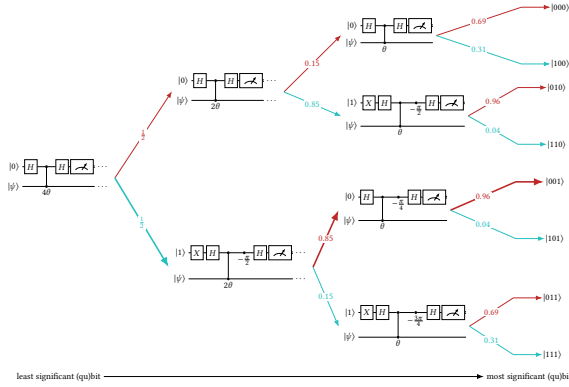 |000⟩
|0⟩ H H
0.69
|ψ⟩
θ
0.31
|100⟩
0.15
|0⟩ H H
|ψ⟩
2θ
0.85
|010⟩
|1⟩ X H -π/2 H
0.96
|ψ⟩
θ
0.04
|110⟩
1/2
|0⟩ H H
|ψ⟩
4θ
1/2
|001⟩
|0⟩ H -π/4 H
0.96
|ψ⟩
θ
0.04
|101⟩
0.85
|1⟩ X H -π/2 H
|ψ⟩
2θ
0.15
|011⟩
|1⟩ X H -3π/4 H
0.69
|ψ⟩
θ
0.31
|111⟩
least significant (qu)bit
most significant (qu)bi